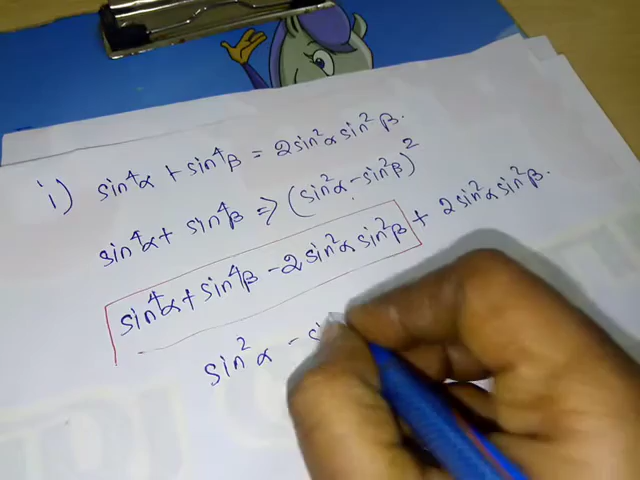 i) sin⁴α + sin⁴β = 2sin²α sin²β.
sin⁴α + sin⁴β ⇒ (sin²α - sin²β)²
sin⁴α + sin⁴β - 2sin²α sin²β + 2sin²α sin²β.
sin²α -